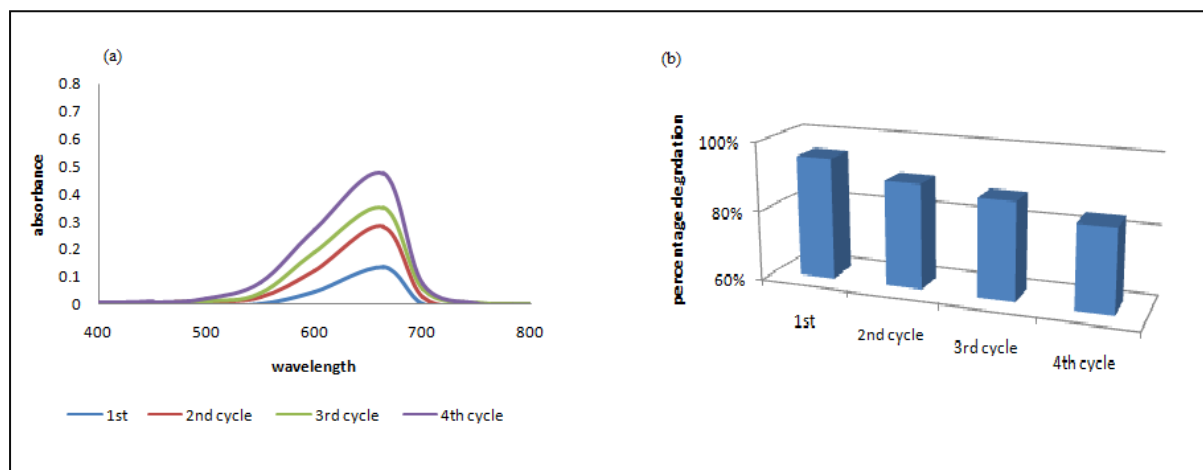 (a)
0.8
0.7
0.6
0.5
0.4
0.3
0.2
0.1
0
absorbance
400 500 600 700 800
wavelength
1st 2nd cycle 3rd cycle 4th cycle
(b)
100%
80%
60%
percentage degrdation
1st
2nd cycle
3rd cycle
4th cycle